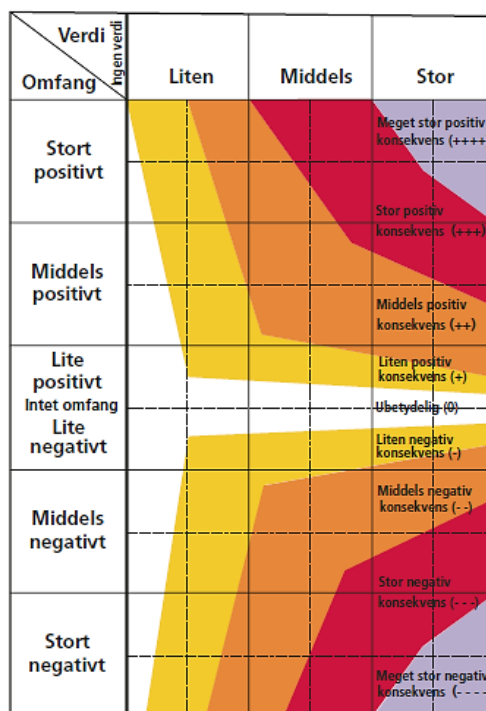 Verdi
Ingen verdi
Omfang
Liten
Middels
Stor
Stort
positivt
Middels
positivt
Lite
positivt
Intet omfang
Lite
negativt
Middels
negativt
Stort
negativt
Meget stor positiv
konsekvens (++++
Stor positiv
konsekvens (+++)
Middels positiv
konsekvens (++)
Liten positiv
konsekvens (+)
Ubetydelig (0)
Liten negativ
konsekvens (-)
Middels negativ
konsekvens (- -)
Stor negativ
konsekvens (- - -)
Meget stor negativ
konsekvens (- - - -